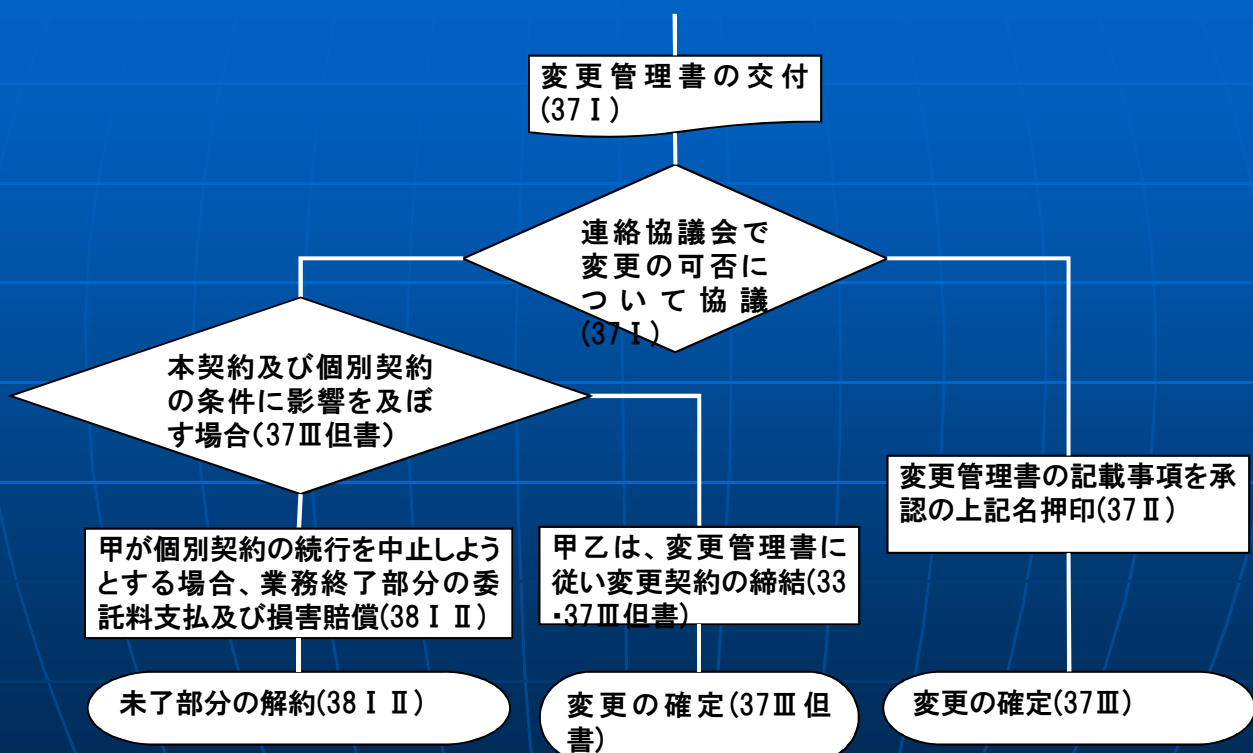 変更管理書の交付
(37Ⅰ)
連絡協議会で
変更の可否に
ついて協議
(37Ⅰ)
本契約及び個別契約
の条件に影響を及ぼ
す場合(37Ⅲ但書)
変更管理書の記載事項を承
認の上記名押印(37Ⅱ)
甲が個別契約の続行を中止しよう
とする場合、業務終了部分の委
託料支払及び損害賠償(38ⅠⅡ)
甲乙は、変更管理書に
従い変更契約の締結(33
・37Ⅲ但書)
未了部分の解約(38ⅠⅡ)
変更の確定(37Ⅲ但
書)
変更の確定(37Ⅲ)